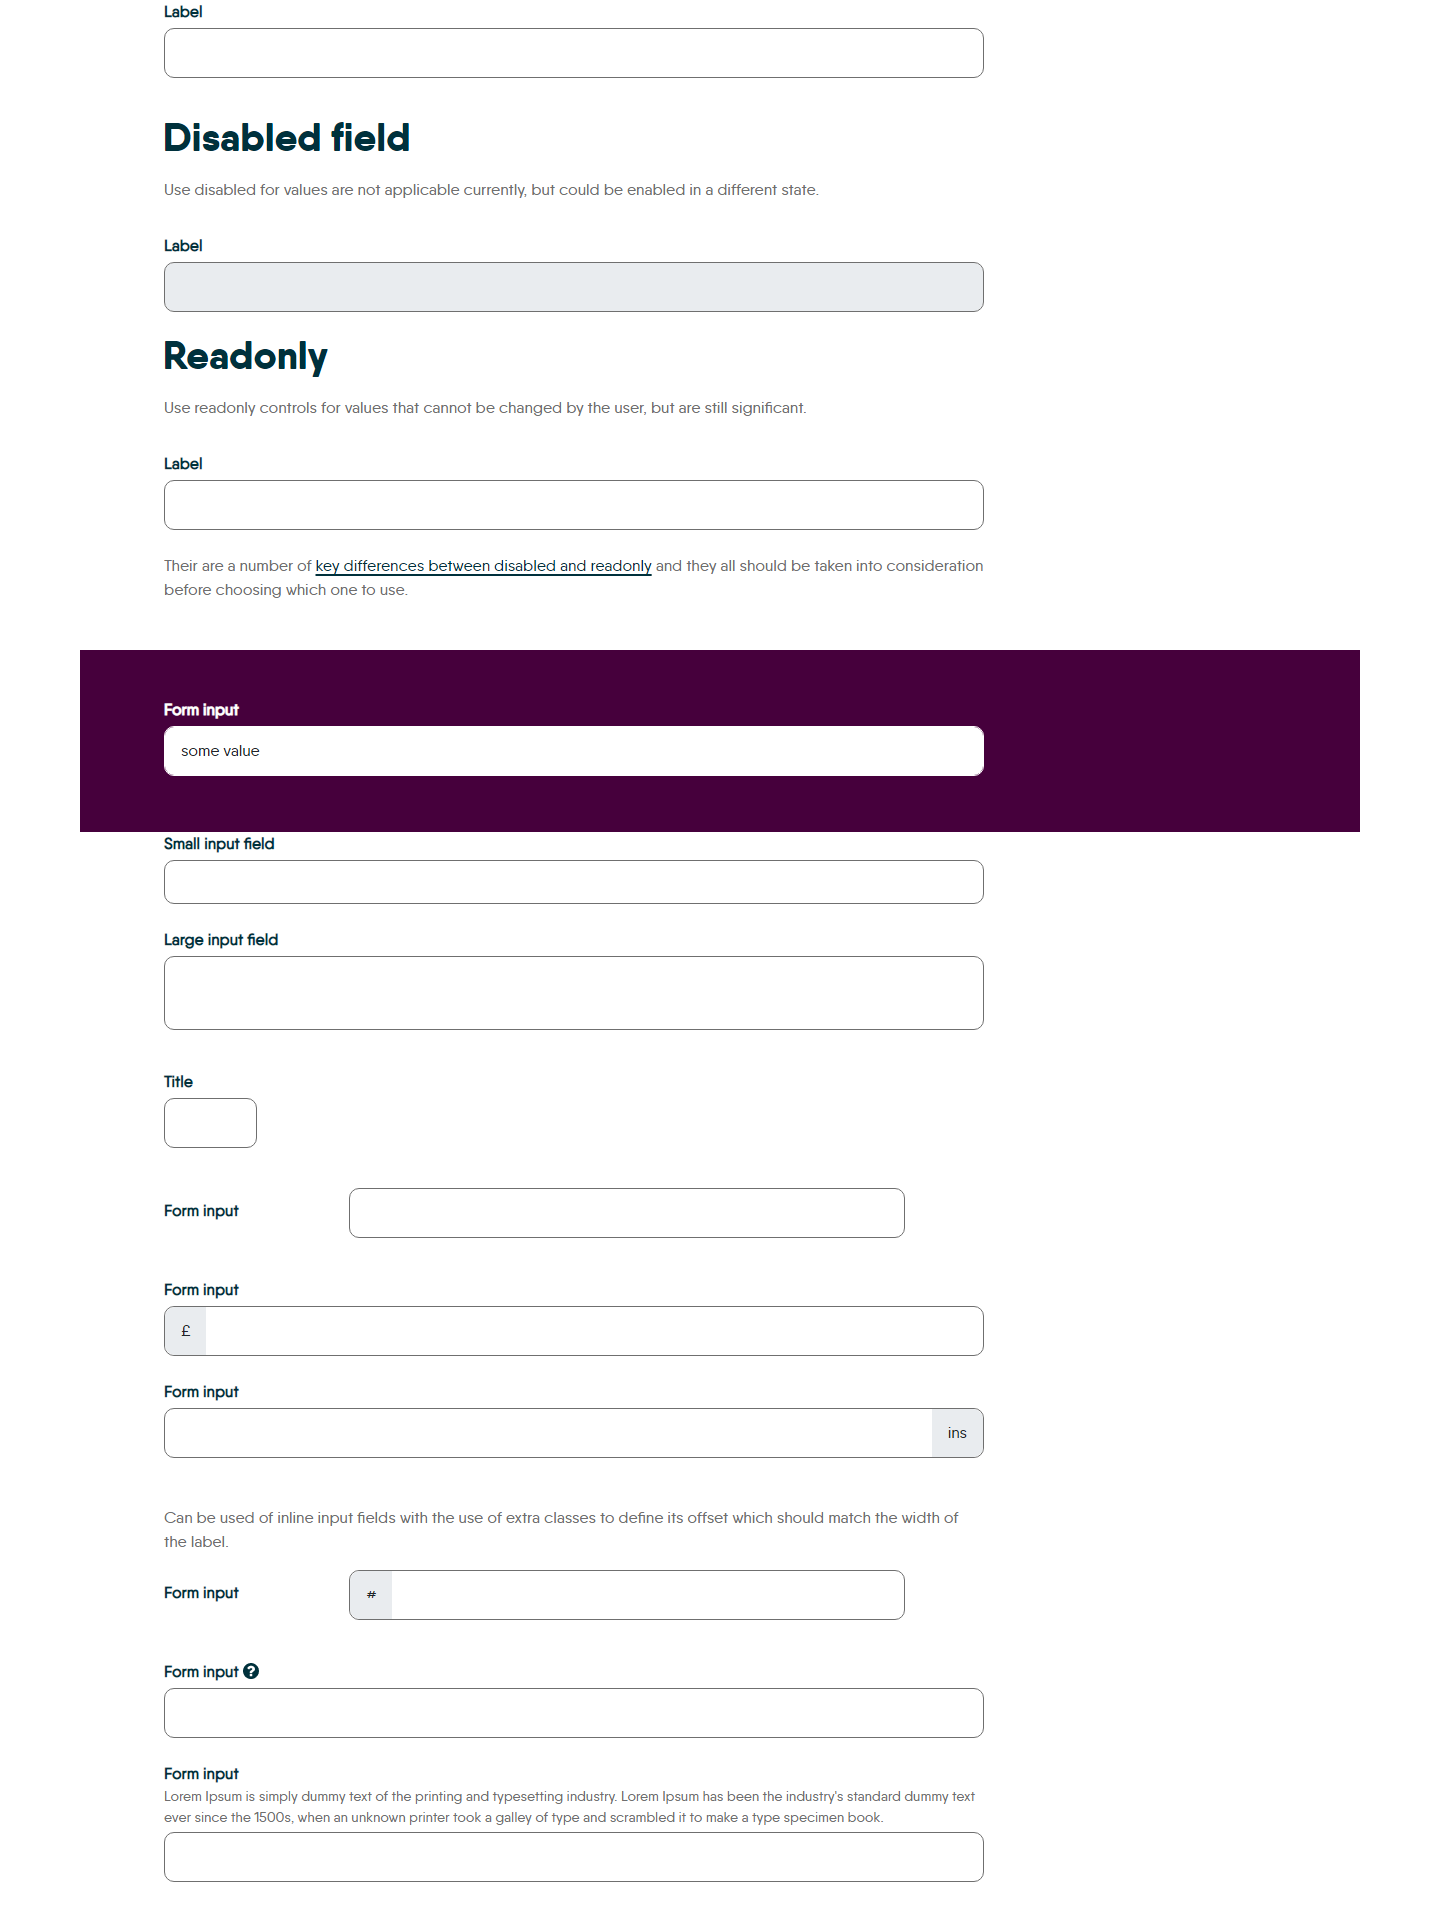 Label
Disabled field
Use disabled for values are not applicable currently, but could be enabled in a different state.
Label
Readonly
Use readonly controls for values that cannot be changed by the user, but are still significant.
Label
Their are a number of key differences between disabled and readonly and they all should be taken into consideration
before choosing which one to use.
Form input
some value
Small input field
Large input field
Title
Form input
Form input
£
Form input
ins
Can be used of inline input fields with the use of extra classes to define its offset which should match the width of
the label.
Form input
#
Form input ?
Form input
Lorem Ipsum is simply dummy text of the printing and typesetting industry. Lorem Ipsum has been the industry's standard dummy text
ever since the 1500s, when an unknown printer took a galley of type and scrambled it to make a type specimen book.